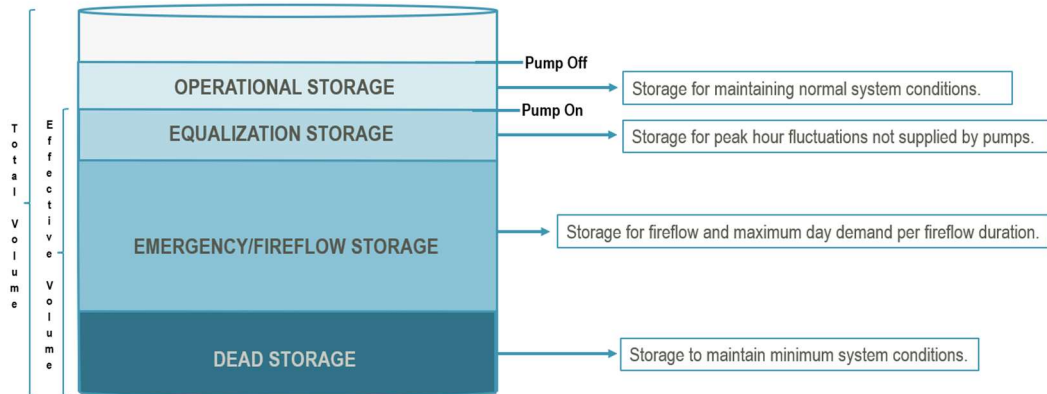 Pump Off
OPERATIONAL STORAGE
Storage for maintaining normal system conditions.
Pump On
EQUALIZATION STORAGE
Storage for peak hour fluctuations not supplied by pumps.
Total Volume
Effective Volume
EMERGENCY/FIREFLOW STORAGE
Storage for fireflow and maximum day demand per fireflow duration.
DEAD STORAGE
Storage to maintain minimum system conditions.